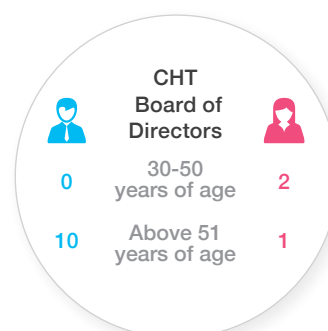 CHT
Board of
Directors
0 30-50 2
years of age
10 Above 51 1
years of age